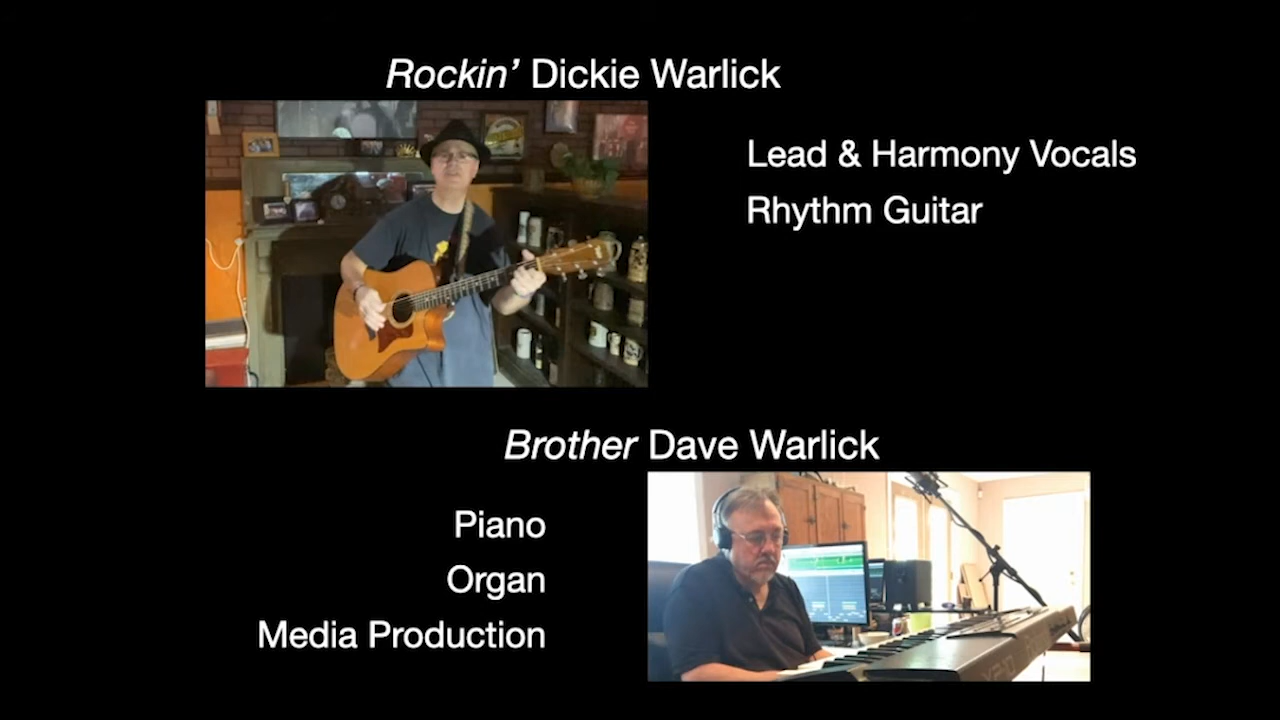 Rockin’ Dickie Warlick
Lead & Harmony Vocals
Rhythm Guitar
Brother Dave Warlick
Piano
Organ
Media Production